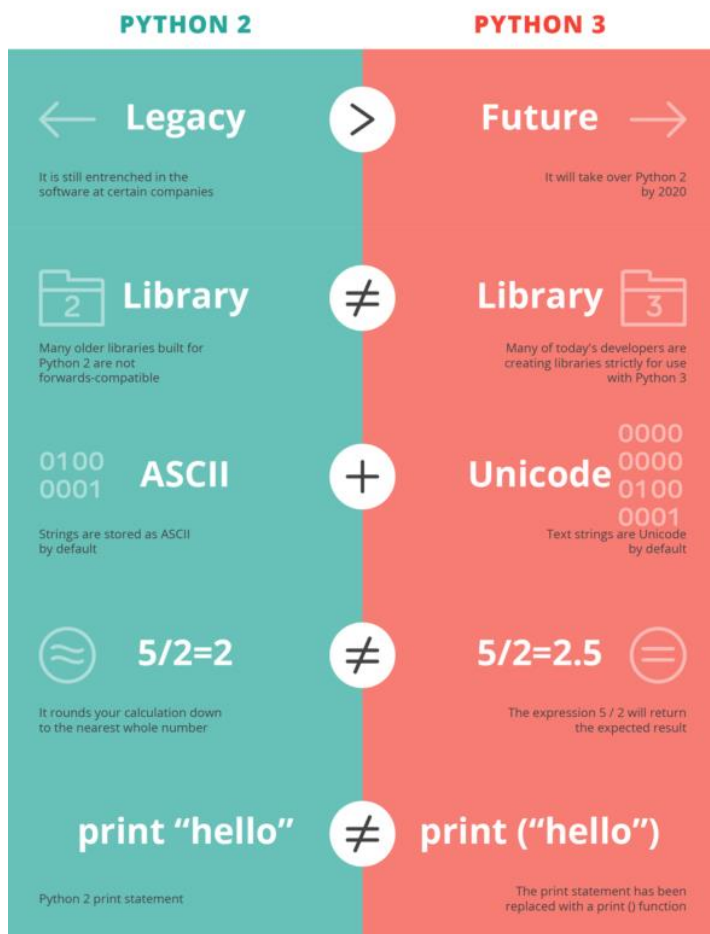 PYTHON 2
PYTHON 3
Legacy
>
Future
It is still entrenched in the
software at certain companies
It will take over Python 2
by 2020
2
Library
≠
Library
3
Many older libraries built for
Python 2 are not
forwards-compatible
Many of today's developers are
creating libraries strictly for use
with Python 3
0100
0001
ASCII
+
Unicode
0000
0000
0100
0001
Strings are stored as ASCII
by default
Text strings are Unicode
by default
5/2=2
≠
5/2=2.5
It rounds your calculation down
to the nearest whole number
The expression 5 / 2 will return
the expected result
print “hello”
≠
print (“hello”)
Python 2 print statement
The print statement has been
replaced with a print () function